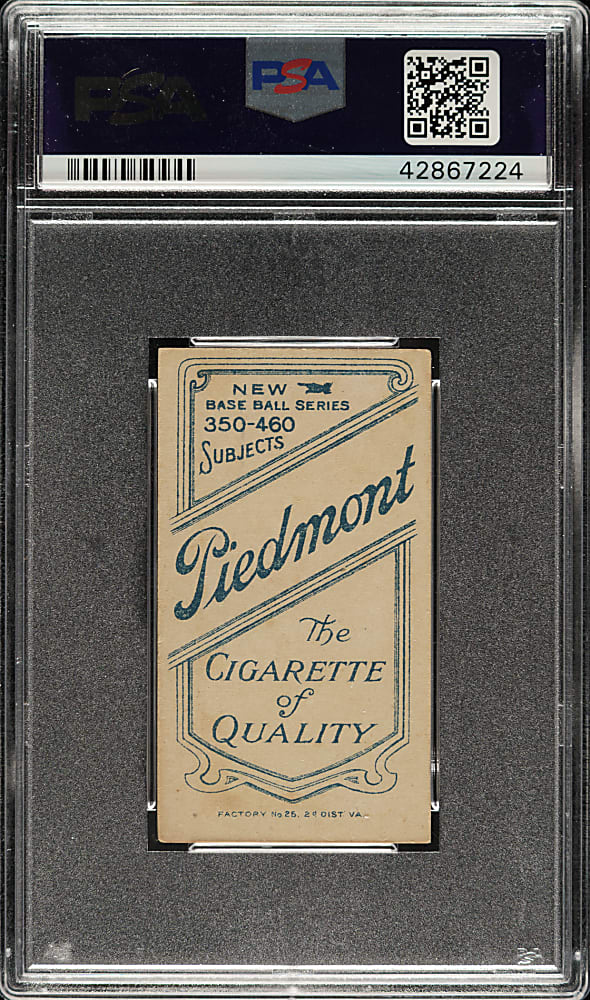 PSA
PSA
42867224
NEW
BASE BALL SERIES
350-460
SUBJECTS
Piedmont
The
CIGARETTE
of
QUALITY
FACTORY No 25. 2d DIST VA.